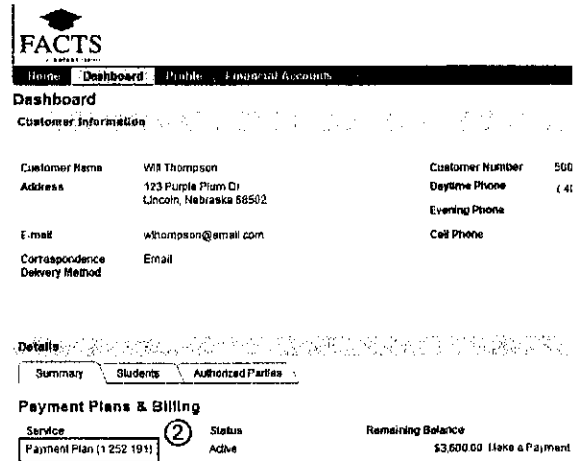 FACTS
Home Dashboard Profile Financial Accounts
Dashboard
Customer Information
Customer Name Will Thompson Customer Number 500
Address 123 Purple Plum Dr Daytime Phone (40
Lincoln, Nebraska 68502
Evening Phone
E-mail wthompson@email.com Cell Phone
Correspondence Email
Delivery Method
Details
Summary Students Authorized Parties
Payment Plans & Billing
Service ② Status Remaining Balance
Payment Plan (1 252 191) Active $3,600.00 Make a Payment